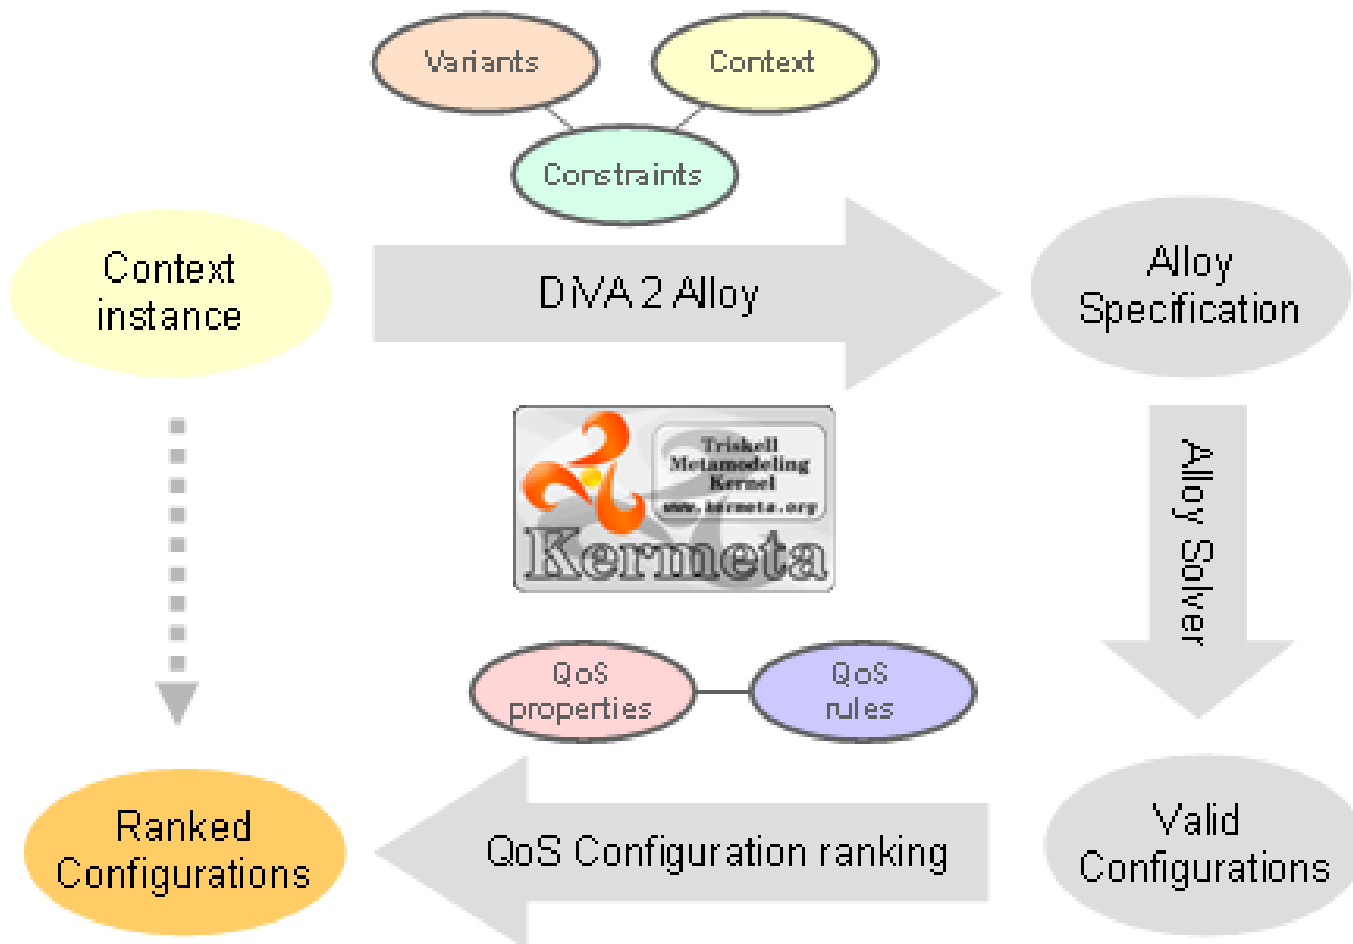 Variants
Context
Constraints
Context
instance
DiVA 2 Alloy
Alloy
Specification
Triskell
Metamodeling
Kernel
www.kermeta.org
Kermeta
Alloy Solver
QoS
properties
QoS
rules
Ranked
Configurations
QoS Configuration ranking
Valid
Configurations